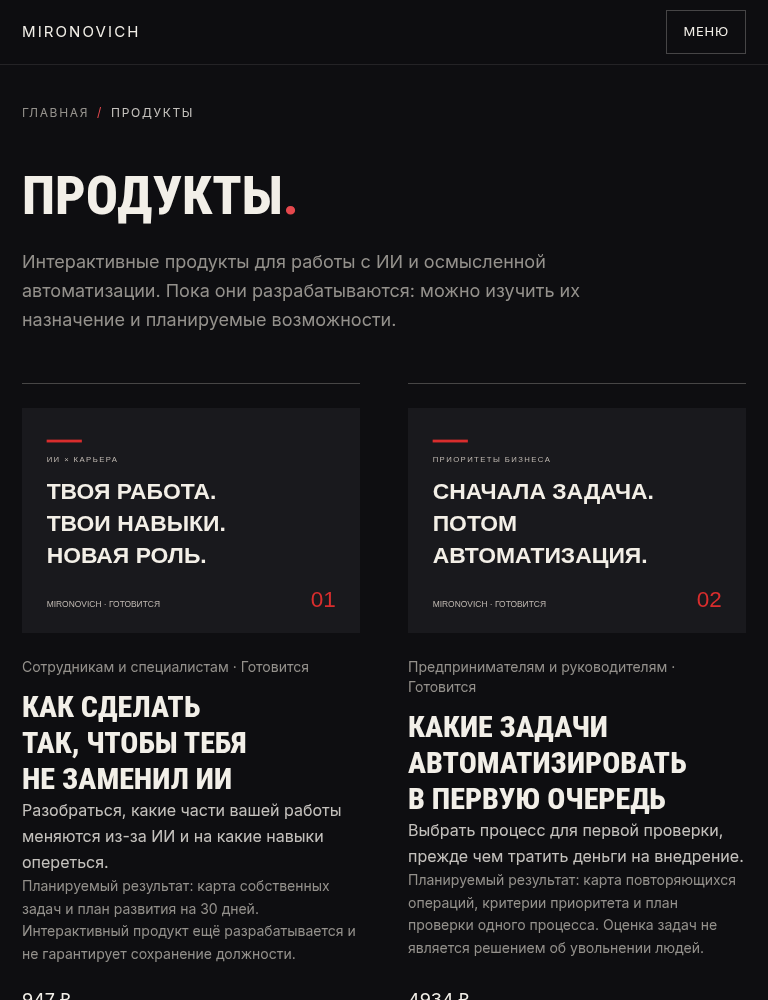 MIRONOVICH
МЕНЮ
ГЛАВНАЯ / ПРОДУКТЫ
ПРОДУКТЫ.
Интерактивные продукты для работы с ИИ и осмысленной
автоматизации. Пока они разрабатываются: можно изучить их
назначение и планируемые возможности.
ИИ × КАРЬЕРА
ТВОЯ РАБОТА.
ТВОИ НАВЫКИ.
НОВАЯ РОЛЬ.
MIRONOVICH · ГОТОВИТСЯ
01
Сотрудникам и специалистам · Готовится
КАК СДЕЛАТЬ
ТАК, ЧТОБЫ ТЕБЯ
НЕ ЗАМЕНИЛ ИИ
Разобраться, какие части вашей работы
меняются из-за ИИ и на какие навыки
опереться.
Планируемый результат: карта собственных
задач и план развития на 30 дней.
Интерактивный продукт ещё разрабатывается и
не гарантирует сохранение должности.
947 ₽
ПРИОРИТЕТЫ БИЗНЕСА
СНАЧАЛА ЗАДАЧА.
ПОТОМ
АВТОМАТИЗАЦИЯ.
MIRONOVICH · ГОТОВИТСЯ
02
Предпринимателям и руководителям ·
Готовится
КАКИЕ ЗАДАЧИ
АВТОМАТИЗИРОВАТЬ
В ПЕРВУЮ ОЧЕРЕДЬ
Выбрать процесс для первой проверки,
прежде чем тратить деньги на внедрение.
Планируемый результат: карта повторяющихся
операций, критерии приоритета и план
проверки одного процесса. Оценка задач не
является решением об увольнении людей.
4934 ₽